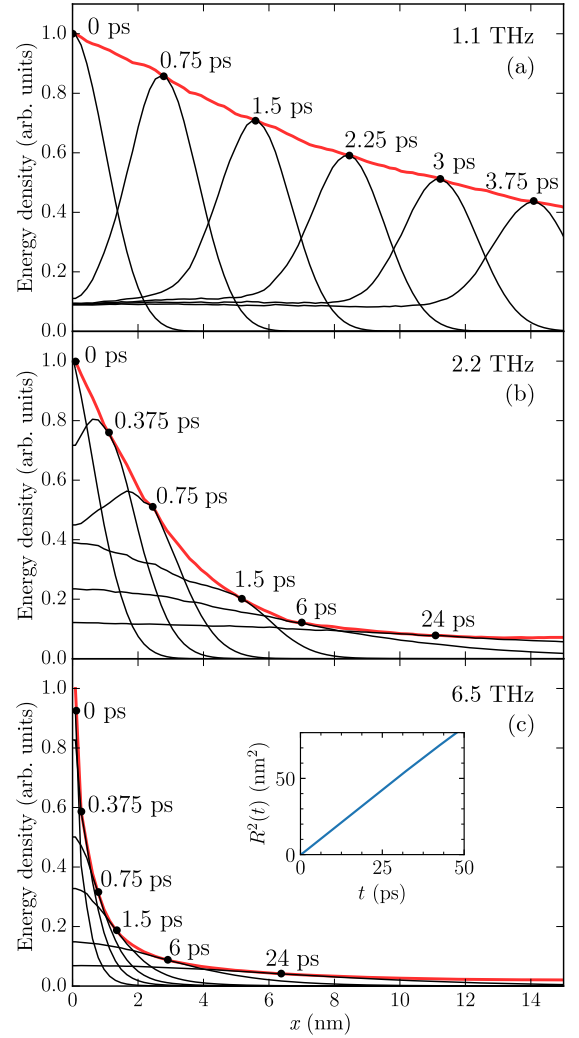 1.1 THz
(a)
0 ps
0.75 ps
1.5 ps
2.25 ps
3 ps
3.75 ps
Energy density (arb. units)
1.0
0.8
0.6
0.4
0.2
0.0
2.2 THz
(b)
0 ps
0.375 ps
0.75 ps
1.5 ps
6 ps
24 ps
Energy density (arb. units)
1.0
0.8
0.6
0.4
0.2
0.0
6.5 THz
(c)
0 ps
0.375 ps
0.75 ps
1.5 ps
6 ps
24 ps
Energy density (arb. units)
1.0
0.8
0.6
0.4
0.2
0.0
R²(t) (nm²)
50
0
0 25 50
t (ps)
0 2 4 6 8 10 12 14
x (nm)